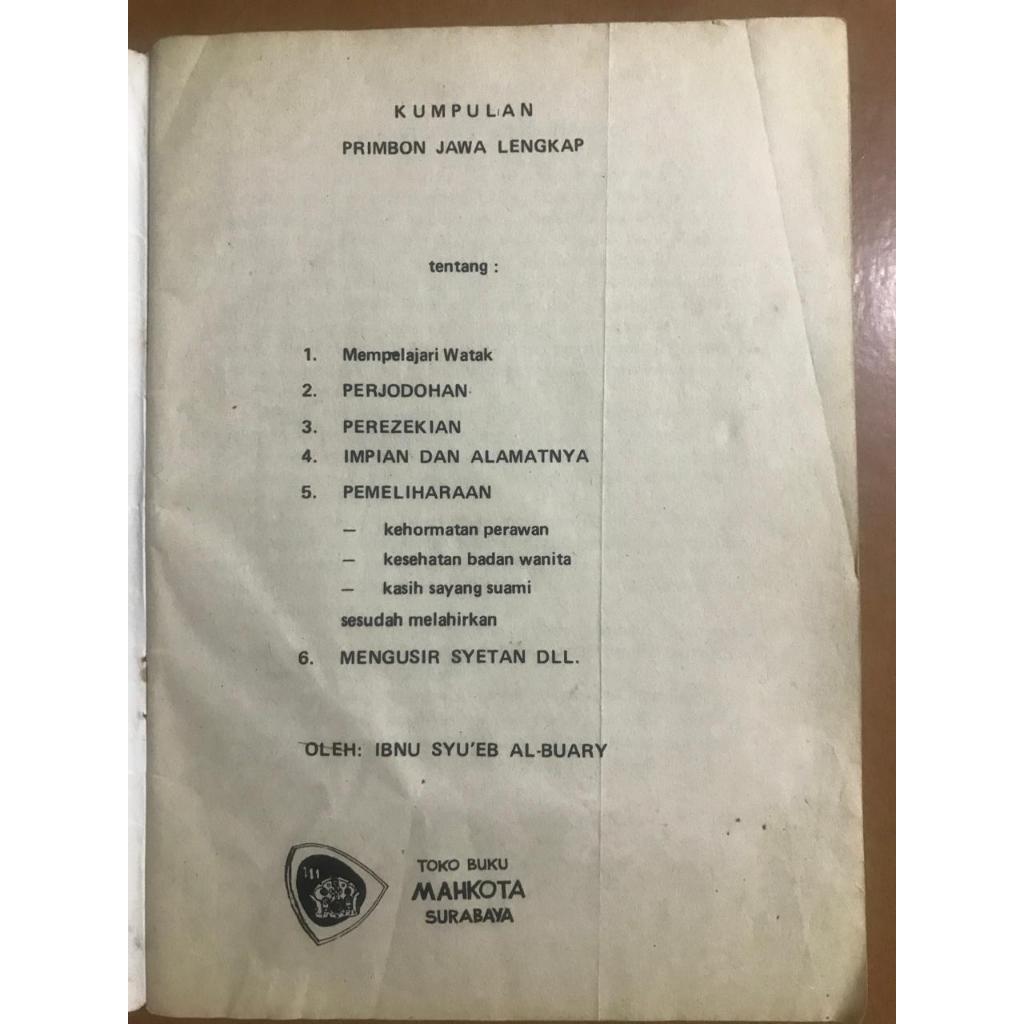 KUMPULAN
PRIMBON JAWA LENGKAP
tentang :
1. Mempelajari Watak
2. PERJODOHAN
3. PEREZEKIAN
4. IMPIAN DAN ALAMATNYA
5. PEMELIHARAAN
– kehormatan perawan
– kesehatan badan wanita
– kasih sayang suami
sesudah melahirkan
6. MENGUSIR SYETAN DLL.
OLEH: IBNU SYU'EB AL-BUARY
TOKO BUKU
MAHKOTA
SURABAYA